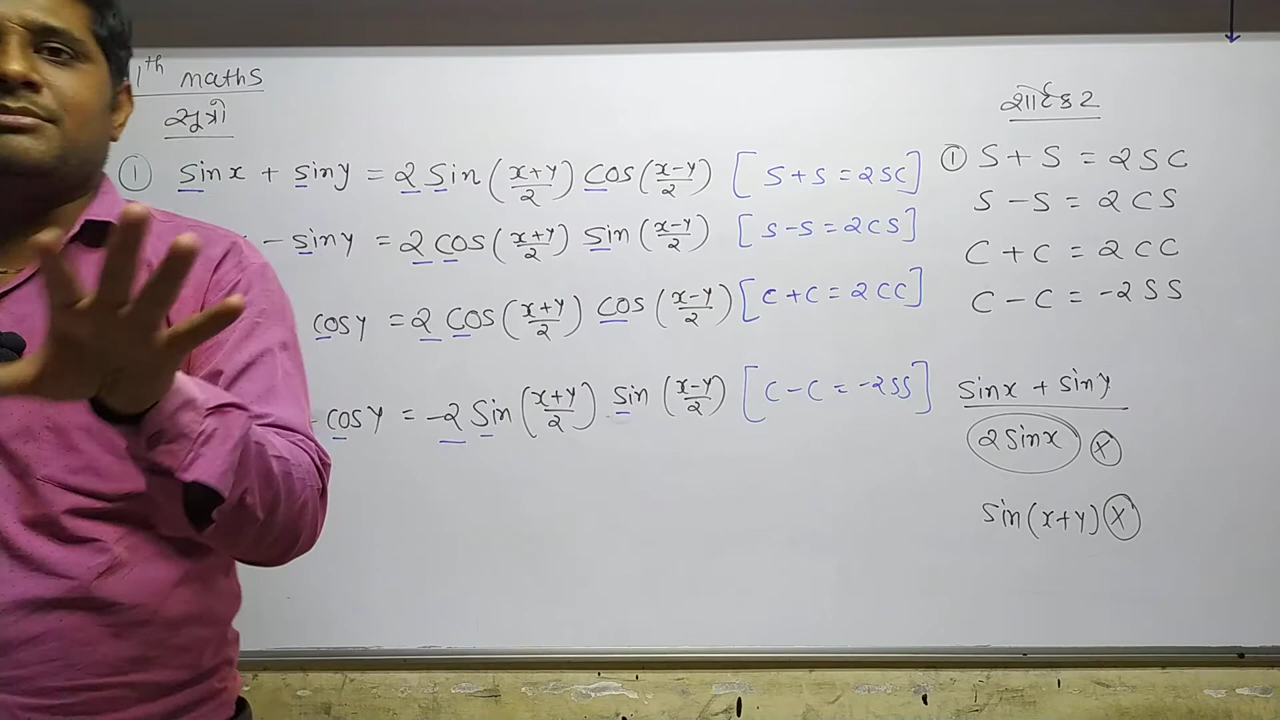 1th maths
सूत्रो
① Sinx + Siny = 2 Sin(x+y/2) Cos(x-y/2) [S+S = 2SC]
- Siny = 2 Cos(x+y/2) Sin(x-y/2) [S-S = 2CS]
Cosy = 2 Cos(x+y/2) Cos(x-y/2) [C+C = 2CC]
- Cosy = -2 Sin(x+y/2) Sin(x-y/2) [C-C = -2SS]
① S+S = 2SC
S-S = 2CS
C+C = 2CC
C-C = -2SS
Sinx + Siny
2Sinx X
Sin(x+y) X